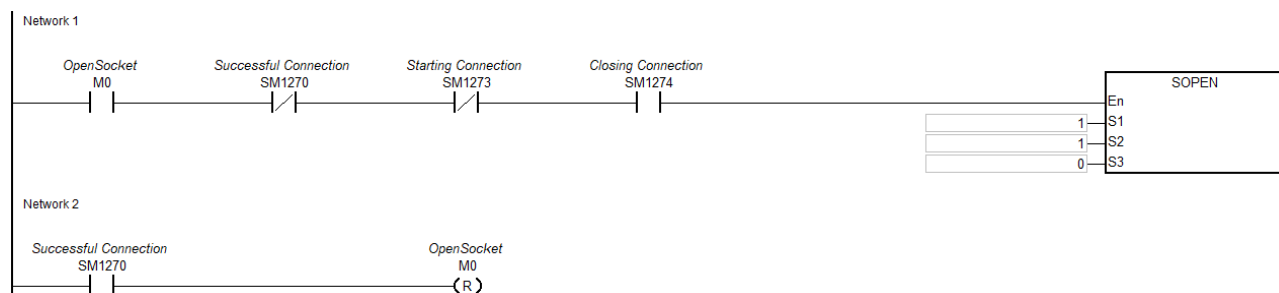 Network 1
OpenSocket Successful Connection Starting Connection Closing Connection
M0 SM1270 SM1273 SM1274 SOPEN
En
1 S1
1 S2
0 S3
Network 2
Successful Connection OpenSocket
SM1270 M0
R